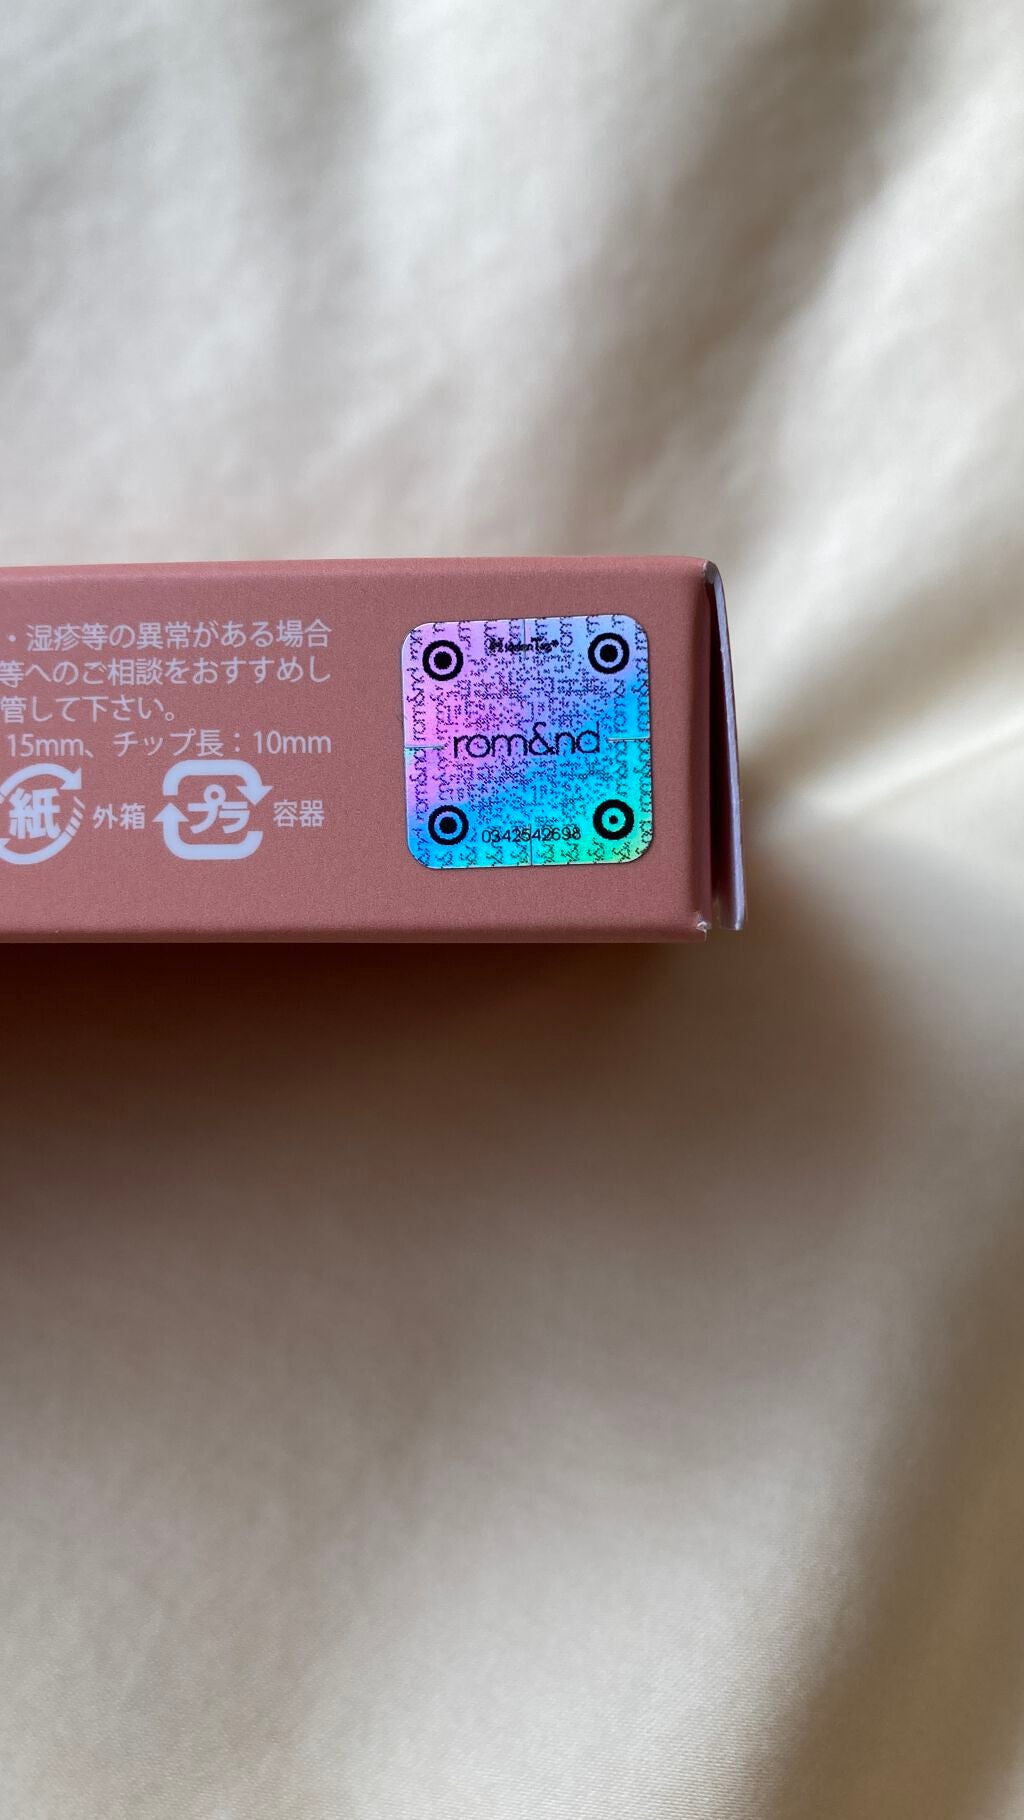 ・湿疹等の異常がある場合
等へのご相談をおすすめし
管して下さい。
15mm、チップ長：10mm
紙 外箱 プラ 容器
HiddenTag®
rom&nd
0342542698